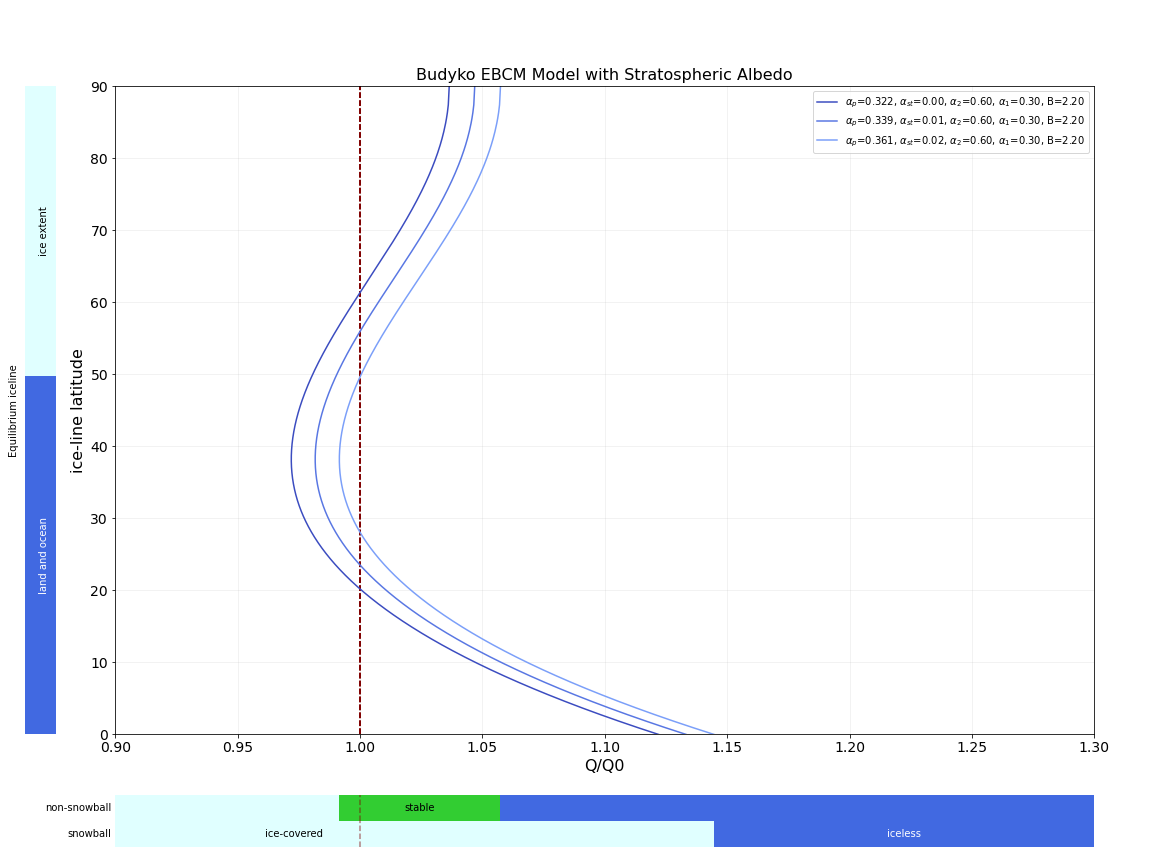 Budyko EBCM Model with Stratospheric Albedo
αp=0.322, αst=0.00, α2=0.60, α1=0.30, B=2.20
αp=0.339, αst=0.01, α2=0.60, α1=0.30, B=2.20
αp=0.361, αst=0.02, α2=0.60, α1=0.30, B=2.20
90
80
70
60
50
40
30
20
10
0
ice-line latitude
Equilibrium iceline
ice extent
land and ocean
0.90 0.95 1.00 1.05 1.10 1.15 1.20 1.25 1.30
Q/Q0
non-snowball
stable
snowball
ice-covered
iceless